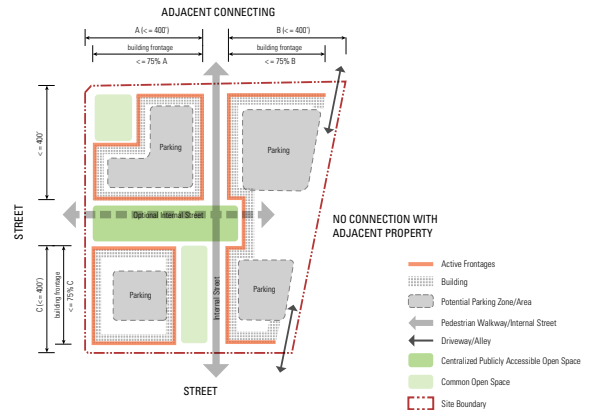 ADJACENT CONNECTING
A (<= 400')
B (<= 400')
building frontage
building frontage
<= 75% A
<= 75% B
<= 400'
Parking
Parking
STREET
Optional Internal Street
NO CONNECTION WITH
ADJACENT PROPERTY
C (<= 400')
building frontage
<= 75% C
Parking
Internal Street
Parking
STREET
Active Frontages
Building
Potential Parking Zone/Area
Pedestrian Walkway/Internal Street
Driveway/Alley
Centralized Publicly Accessible Open Space
Common Open Space
Site Boundary